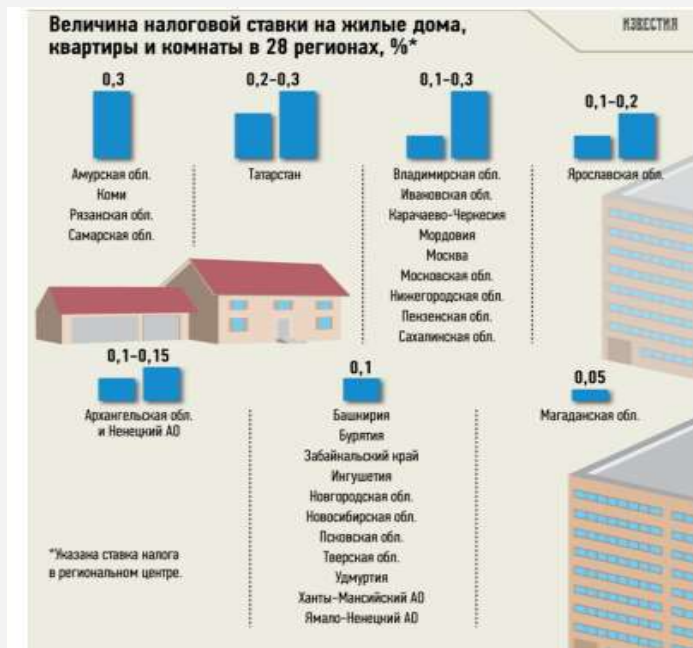 Величина налоговой ставки на жилые дома,
квартиры и комнаты в 28 регионах, %*
ИЗВЕСТИЯ
0,3
Амурская обл.
Коми
Рязанская обл.
Самарская обл.
0,2–0,3
Татарстан
0,1–0,3
Владимирская обл.
Ивановская обл.
Карачаево-Черкесия
Мордовия
Москва
Московская обл.
Нижегородская обл.
Пензенская обл.
Сахалинская обл.
0,1–0,2
Ярославская обл.
0,1–0,15
Архангельская обл.
и Ненецкий АО
0,1
Башкирия
Бурятия
Забайкальский край
Ингушетия
Новгородская обл.
Новосибирская обл.
Псковская обл.
Тверская обл.
Удмуртия
Ханты-Мансийский АО
Ямало-Ненецкий АО
0,05
Магаданская обл.
*Указана ставка налога
в региональном центре.